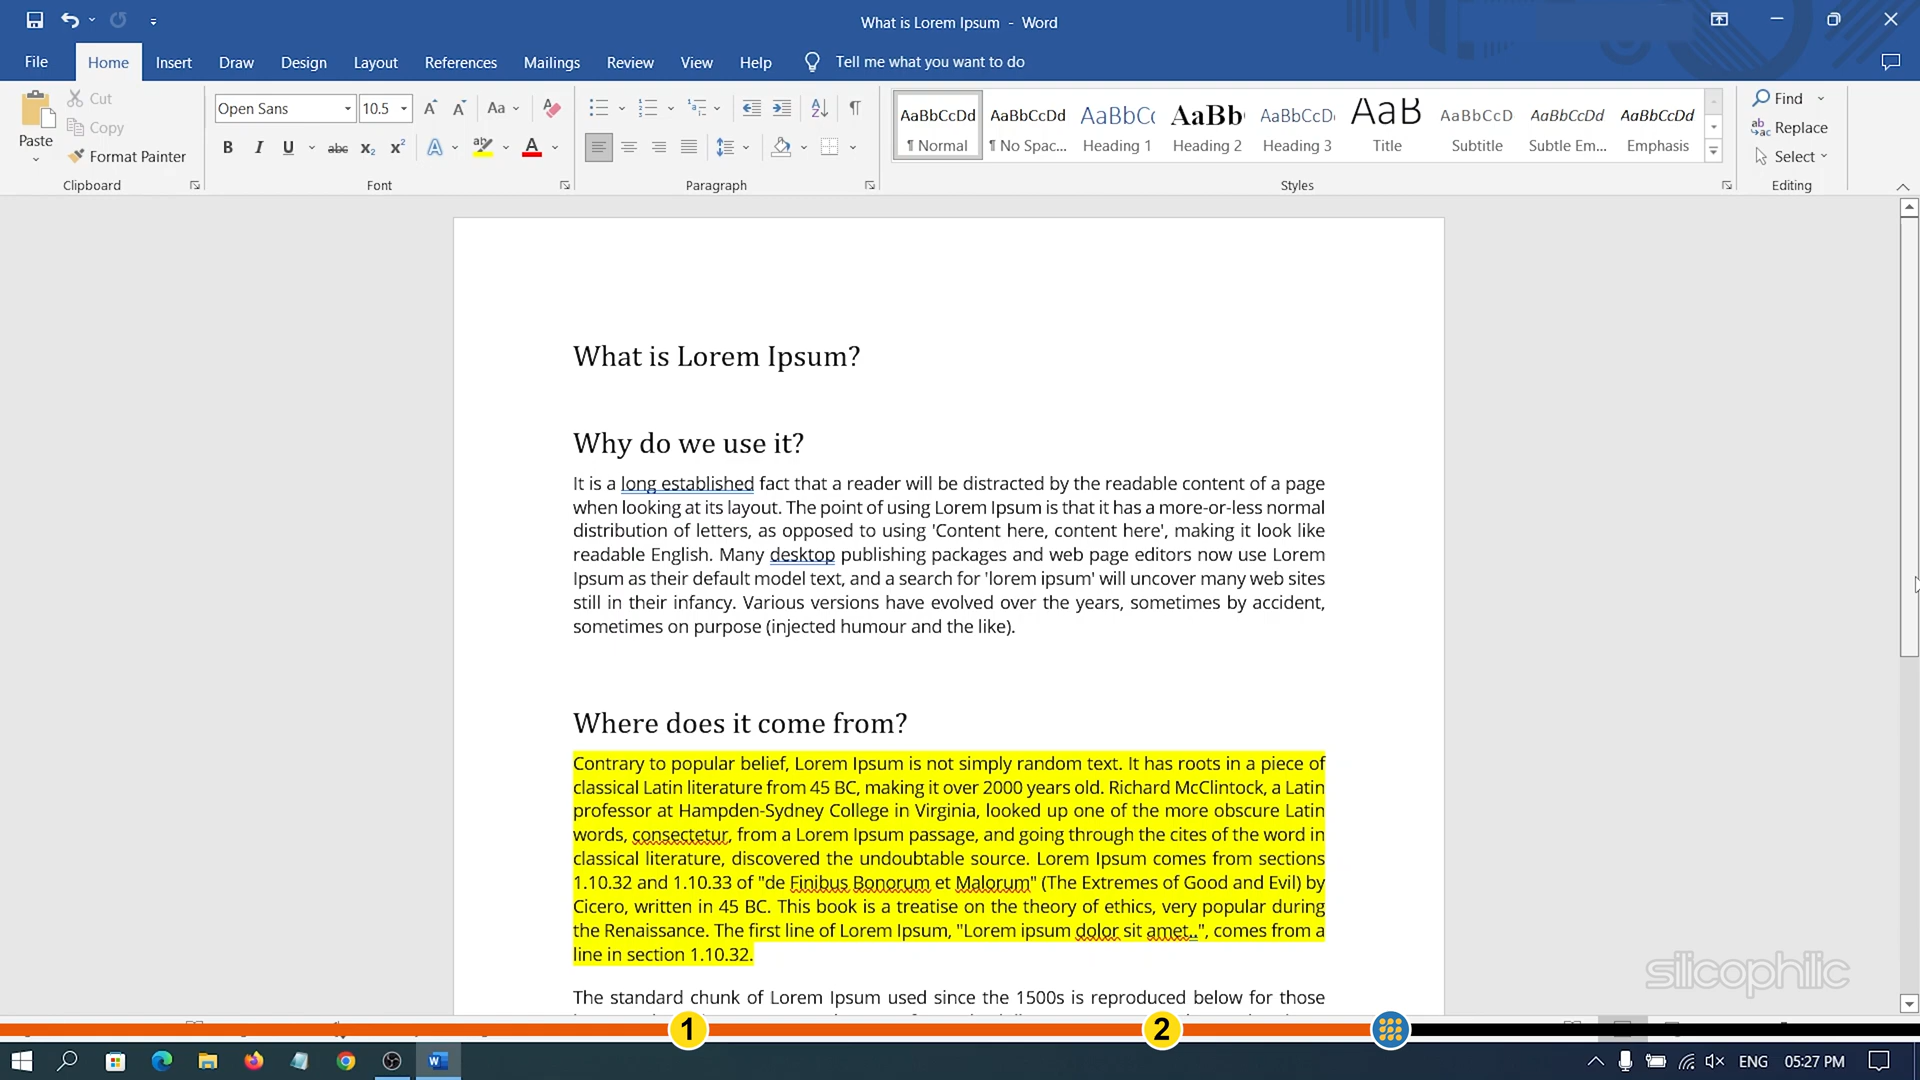 What is Lorem Ipsum - Word
File Home Insert Draw Design Layout References Mailings Review View Help Tell me what you want to do
Paste
Cut
Copy
Format Painter
Clipboard
Open Sans 10.5 Aa
B I U abc x₂ x² A A
Font
Paragraph
AaBbCcDd AaBbCcDd AaBbCc AaBb AaBbCcD AaB AaBbCcD AaBbCcDd AaBbCcDd
¶ Normal ¶ No Spac... Heading 1 Heading 2 Heading 3 Title Subtitle Subtle Em... Emphasis
Styles
Find
Replace
Select
Editing
What is Lorem Ipsum?
Why do we use it?
It is a long established fact that a reader will be distracted by the readable content of a page
when looking at its layout. The point of using Lorem Ipsum is that it has a more-or-less normal
distribution of letters, as opposed to using 'Content here, content here', making it look like
readable English. Many desktop publishing packages and web page editors now use Lorem
Ipsum as their default model text, and a search for 'lorem ipsum' will uncover many web sites
still in their infancy. Various versions have evolved over the years, sometimes by accident,
sometimes on purpose (injected humour and the like).
Where does it come from?
Contrary to popular belief, Lorem Ipsum is not simply random text. It has roots in a piece of
classical Latin literature from 45 BC, making it over 2000 years old. Richard McClintock, a Latin
professor at Hampden-Sydney College in Virginia, looked up one of the more obscure Latin
words, consectetur, from a Lorem Ipsum passage, and going through the cites of the word in
classical literature, discovered the undoubtable source. Lorem Ipsum comes from sections
1.10.32 and 1.10.33 of "de Finibus Bonorum et Malorum" (The Extremes of Good and Evil) by
Cicero, written in 45 BC. This book is a treatise on the theory of ethics, very popular during
the Renaissance. The first line of Lorem Ipsum, "Lorem ipsum dolor sit amet..", comes from a
line in section 1.10.32.
The standard chunk of Lorem Ipsum used since the 1500s is reproduced below for those
silicophilic
1 2
ENG 05:27 PM